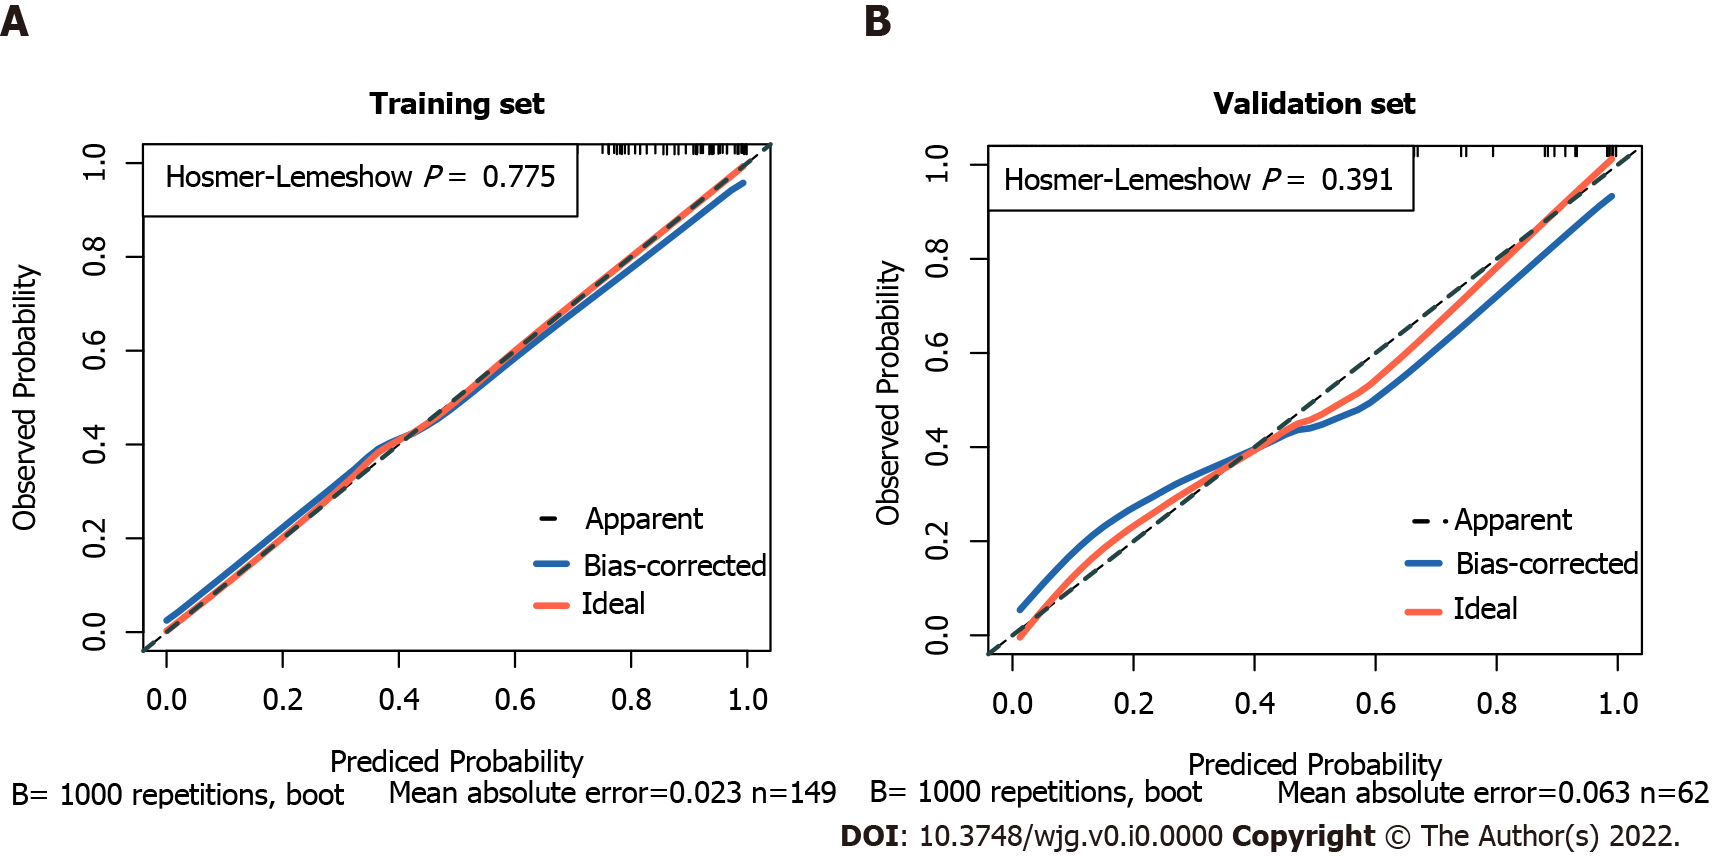 A
Training set
Hosmer-Lemeshow P = 0.775
Observed Probability
1.0
0.8
0.6
0.4
0.2
0.0
Apparent
Bias-corrected
Ideal
0.0 0.2 0.4 0.6 0.8 1.0
Prediced Probability
B= 1000 repetitions, boot Mean absolute error=0.023 n=149
B
Validation set
Hosmer-Lemeshow P = 0.391
Observed Probability
1.0
0.8
0.6
0.4
0.2
0.0
Apparent
Bias-corrected
Ideal
0.0 0.2 0.4 0.6 0.8 1.0
Prediced Probability
B= 1000 repetitions, boot Mean absolute error=0.063 n=62
DOI: 10.3748/wjg.v0.i0.0000 Copyright © The Author(s) 2022.